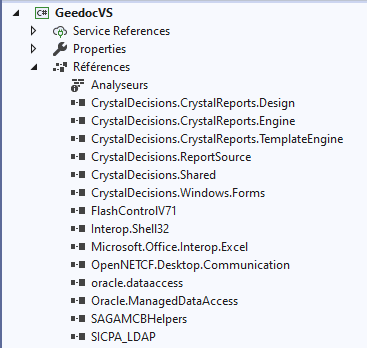 C# GeedocVS
Service References
Properties
Références
Analyseurs
CrystalDecisions.CrystalReports.Design
CrystalDecisions.CrystalReports.Engine
CrystalDecisions.CrystalReports.TemplateEngine
CrystalDecisions.ReportSource
CrystalDecisions.Shared
CrystalDecisions.Windows.Forms
FlashControlV71
Interop.Shell32
Microsoft.Office.Interop.Excel
OpenNETCF.Desktop.Communication
oracle.dataaccess
Oracle.ManagedDataAccess
SAGAMCBHelpers
SICPA_LDAP